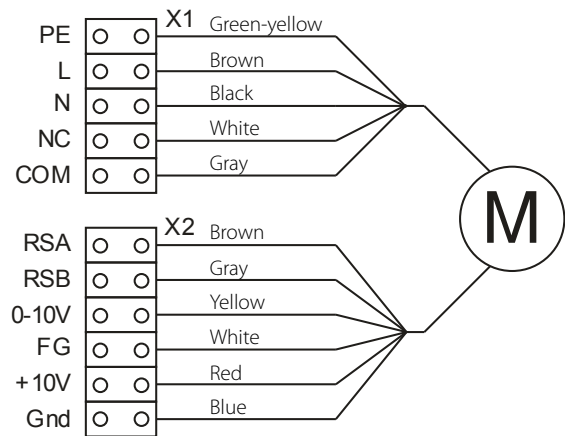 X1
PE Green-yellow
L Brown
N Black
NC White
COM Gray
M
X2
RSA Brown
RSB Gray
0-10V Yellow
FG White
+10V Red
Gnd Blue